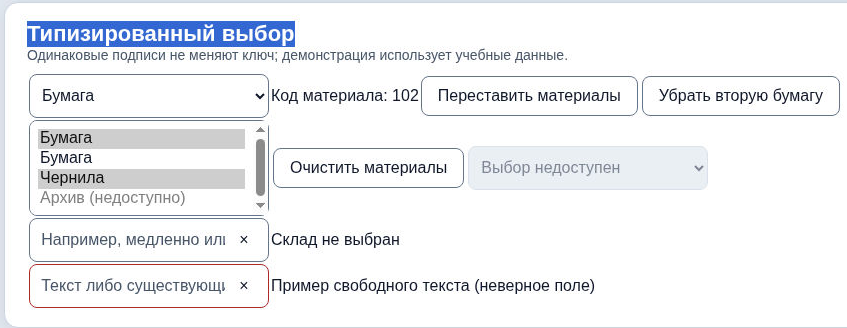 Типизированный выбор
Одинаковые подписи не меняют ключ; демонстрация использует учебные данные.
Бумага Код материала: 102 Переставить материалы Убрать вторую бумагу
Бумага
Бумага
Чернила
Архив (недоступно)
Очистить материалы Выбор недоступен
Например, медленно или × Склад не выбран
Текст либо существующи × Пример свободного текста (неверное поле)